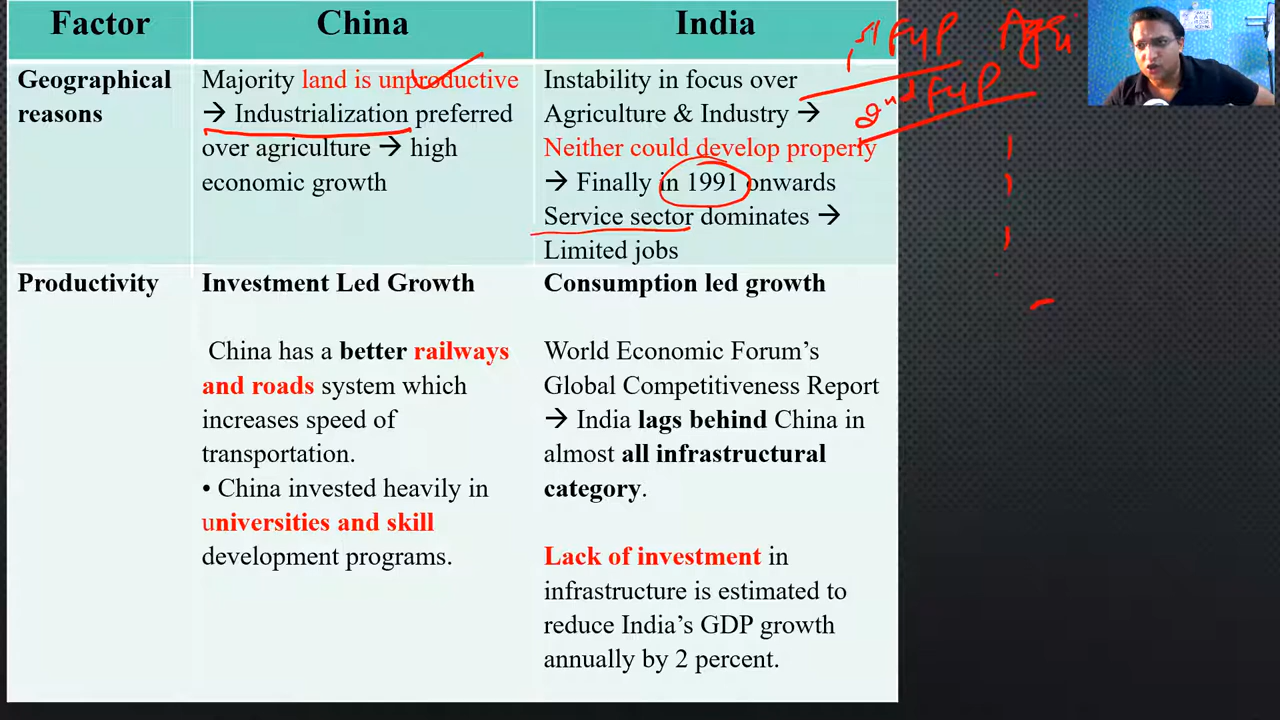 Factor
China
India
Geographical
reasons
Majority land is unproductive
→ Industrialization preferred
over agriculture → high
economic growth
Instability in focus over
Agriculture & Industry →
Neither could develop properly
→ Finally in 1991 onwards
Service sector dominates →
Limited jobs
1st FYP Agri
2nd FYP
Productivity
Investment Led Growth
China has a better railways
and roads system which
increases speed of
transportation.
• China invested heavily in
universities and skill
development programs.
Consumption led growth
World Economic Forum's
Global Competitiveness Report
→ India lags behind China in
almost all infrastructural
category.
Lack of investment in
infrastructure is estimated to
reduce India's GDP growth
annually by 2 percent.